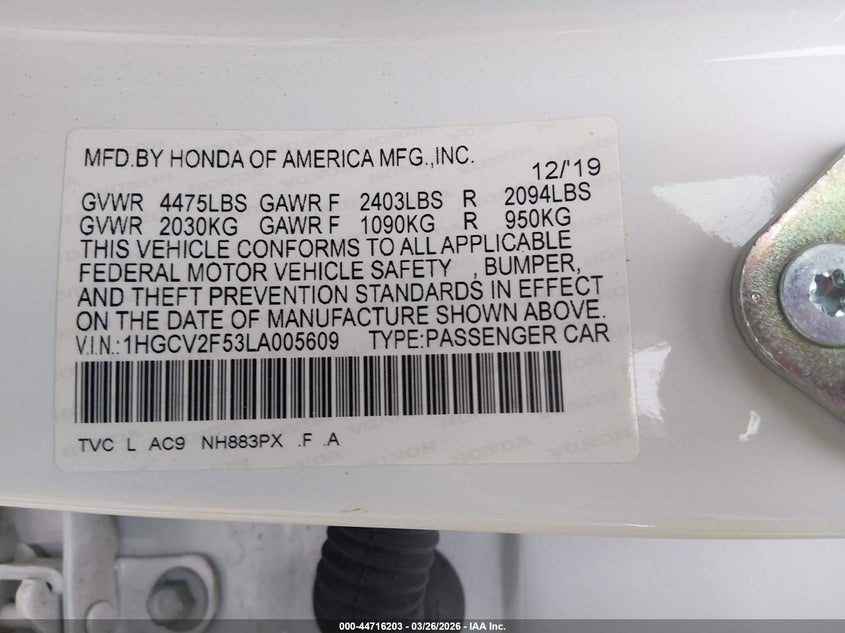 MFD.BY HONDA OF AMERICA MFG.,INC.
12/'19
GVWR 4475LBS GAWR F 2403LBS R 2094LBS
GVWR 2030KG GAWR F 1090KG R 950KG
THIS VEHICLE CONFORMS TO ALL APPLICABLE
FEDERAL MOTOR VEHICLE SAFETY , BUMPER,
AND THEFT PREVENTION STANDARDS IN EFFECT
ON THE DATE OF MANUFACTURE SHOWN ABOVE.
V.I.N.:1HGCV2F53LA005609 TYPE:PASSENGER CAR
TVC L AC9 NH883PX .F .A
000-44716203 - 03/26/2026 - IAA Inc.